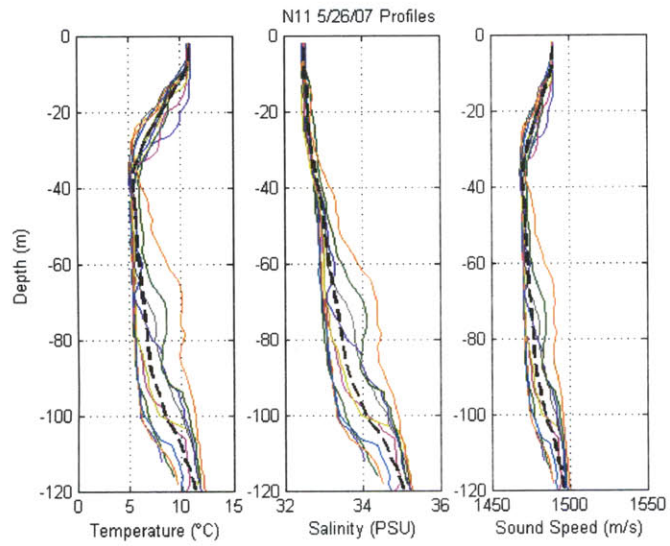 N11 5/26/07 Profiles
0
-20
-40
-60
-80
-100
-120
0 5 10 15
Temperature (°C)
Depth (m)
0
-20
-40
-60
-80
-100
-120
32 34 36
Salinity (PSU)
0
-20
-40
-60
-80
-100
-120
1450 1500 1550
Sound Speed (m/s)